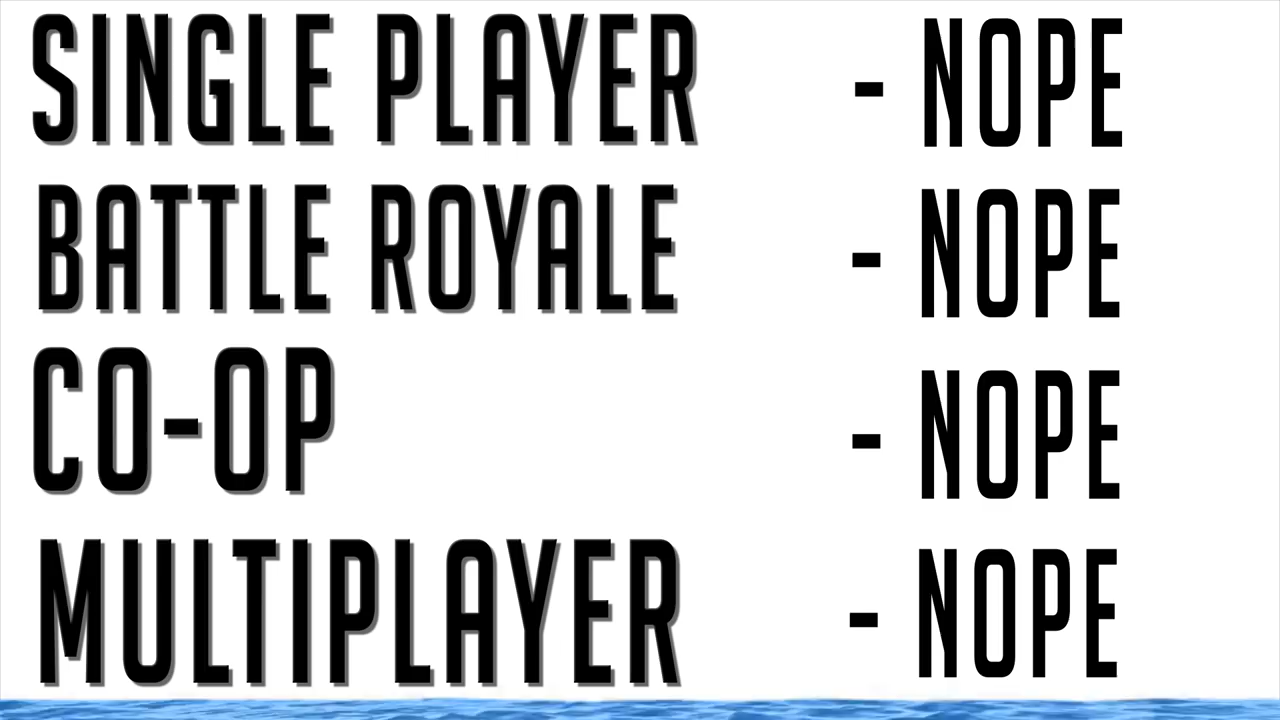 SINGLE PLAYER - NOPE
BATTLE ROYALE - NOPE
CO-OP - NOPE
MULTIPLAYER - NOPE